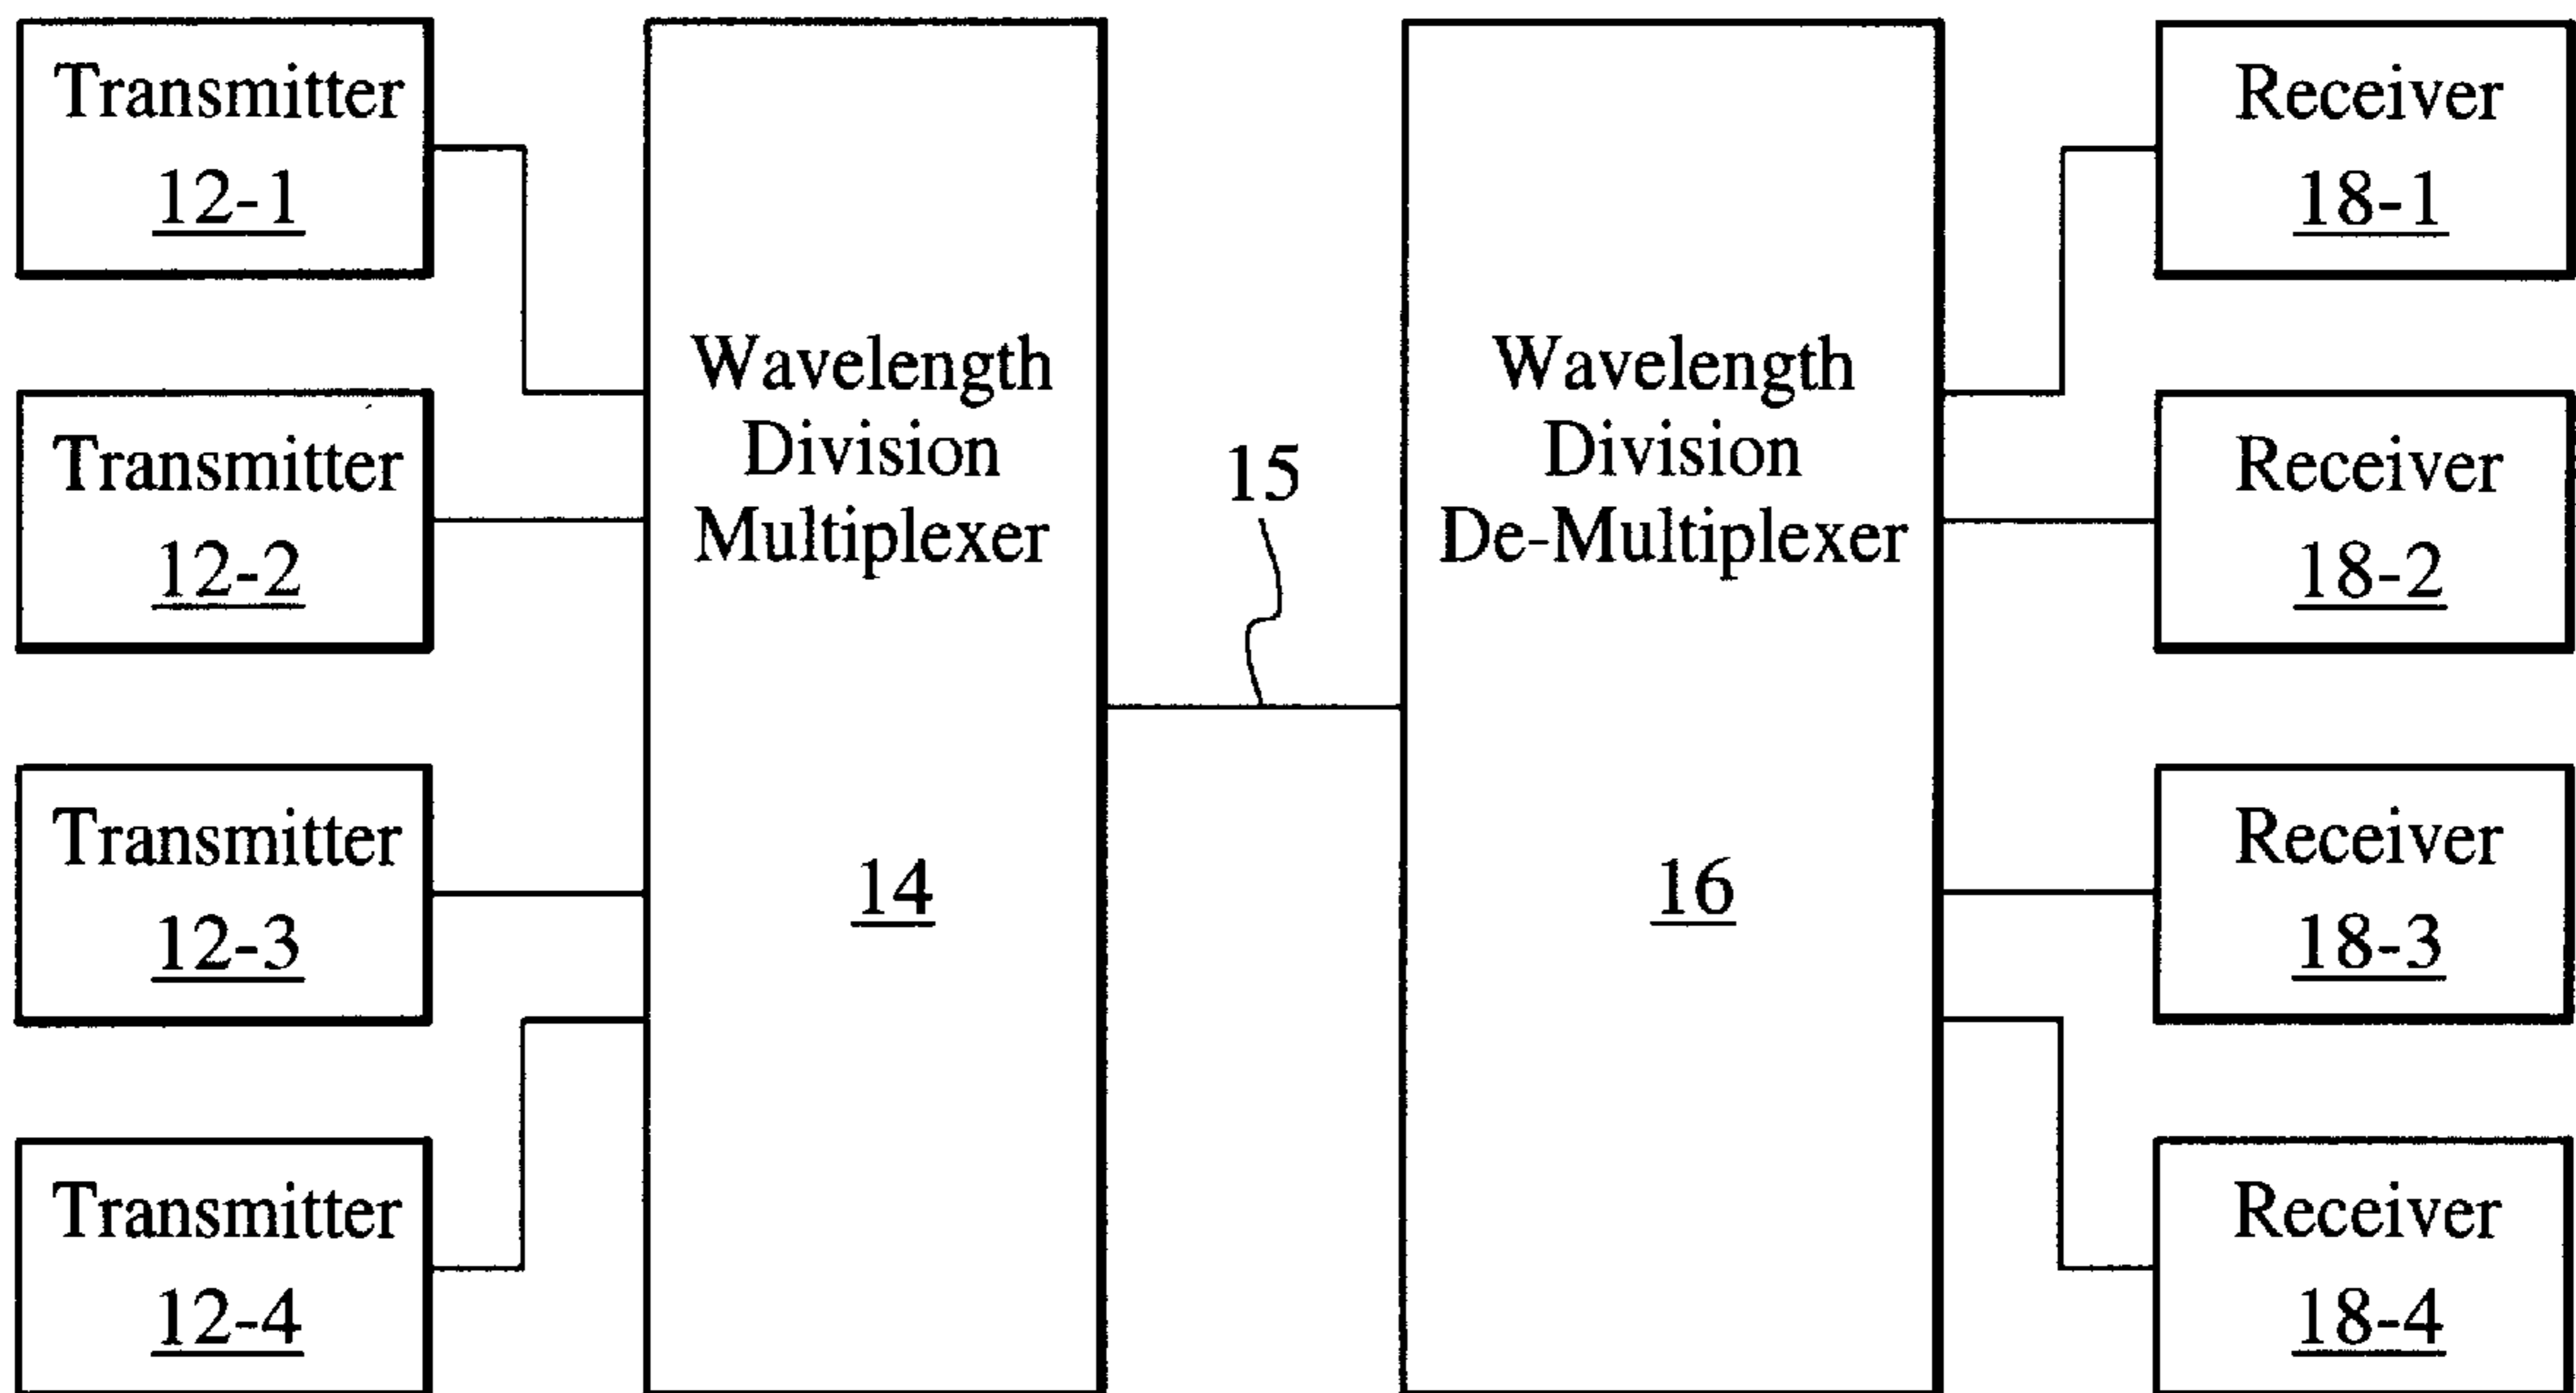 Transmitter
12-1
Transmitter
12-2
Transmitter
12-3
Transmitter
12-4
Wavelength
Division
Multiplexer
14
15
Wavelength
Division
De-Multiplexer
16
Receiver
18-1
Receiver
18-2
Receiver
18-3
Receiver
18-4